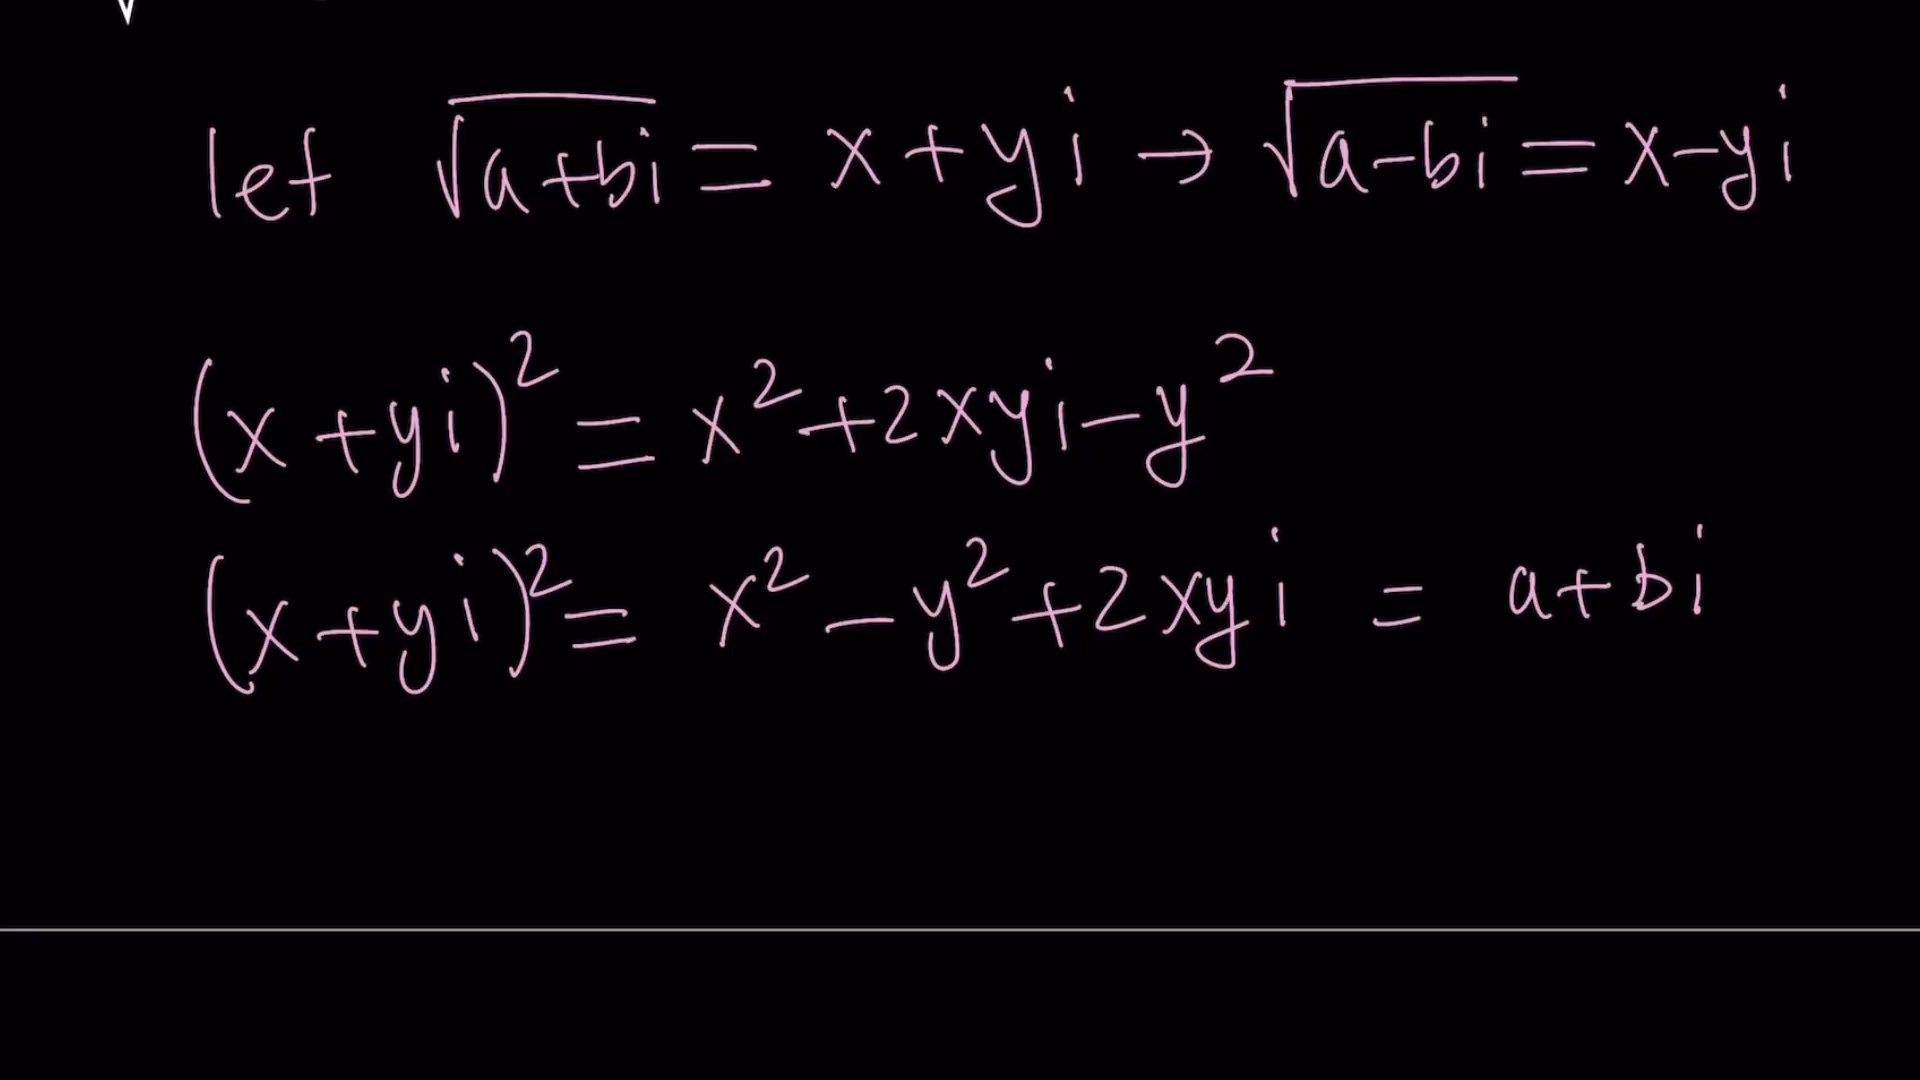 let √(a+bi) = x+yi → √(a-bi) = x-yi
(x+yi)² = x²+2xyi-y²
(x+yi)² = x²-y²+2xyi = a+bi